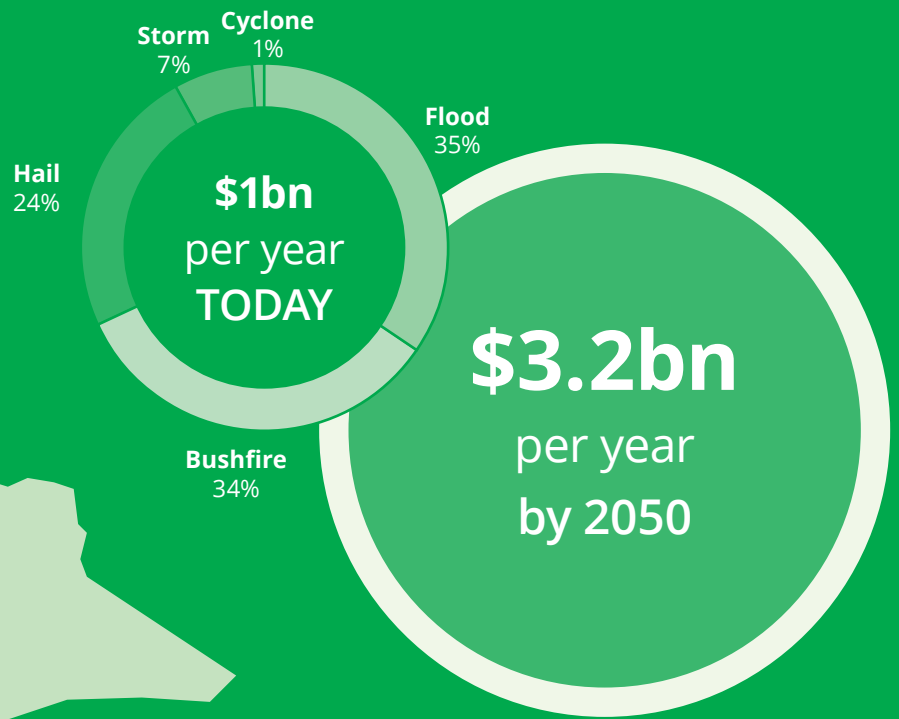 Cyclone
1%
Storm
7%
Flood
35%
Hail
24%
$1bn
per year
TODAY
Bushfire
34%
$3.2bn
per year
by 2050